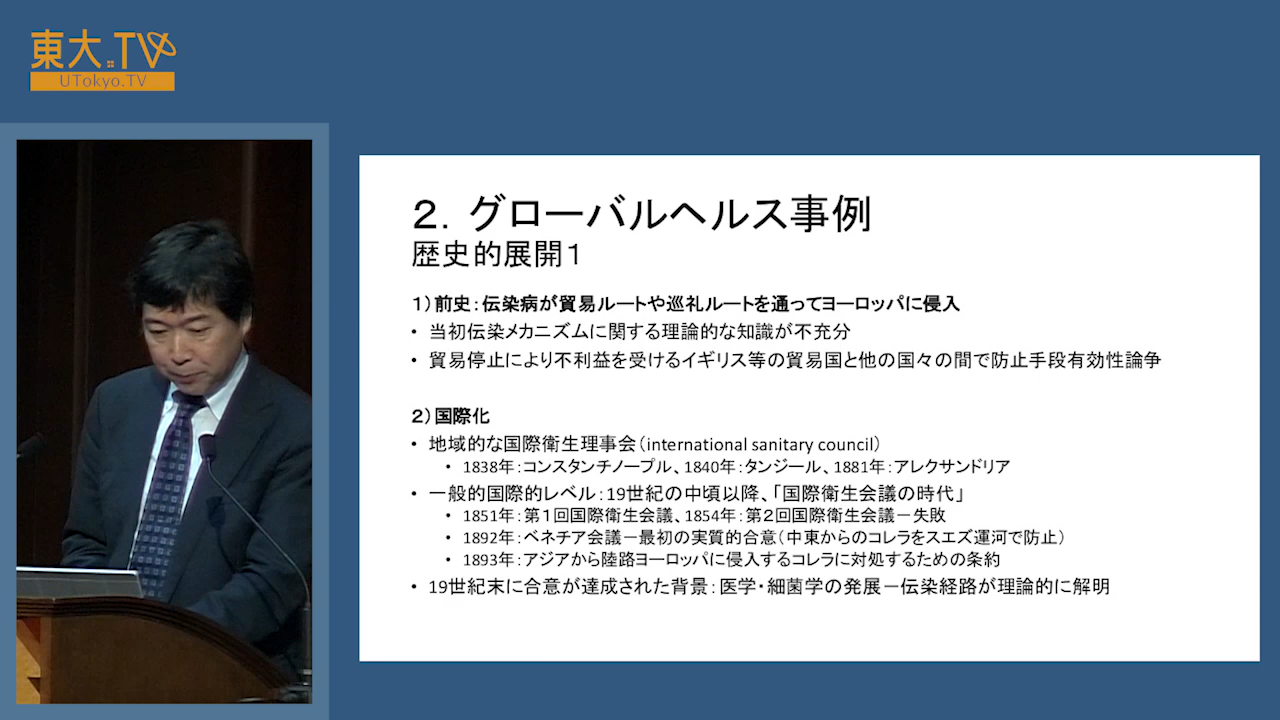 東大.TV
UTokyo.TV
２．グローバルヘルス事例
歴史的展開１
１）前史：伝染病が貿易ルートや巡礼ルートを通ってヨーロッパに侵入
• 当初伝染メカニズムに関する理論的な知識が不充分
• 貿易停止により不利益を受けるイギリス等の貿易国と他の国々の間で防止手段有効性論争
２）国際化
• 地域的な国際衛生理事会（international sanitary council）
• 1838年：コンスタンチノープル、1840年：タンジール、1881年：アレクサンドリア
• 一般的国際的レベル：19世紀の中頃以降、「国際衛生会議の時代」
• 1851年：第１回国際衛生会議、1854年：第２回国際衛生会議－失敗
• 1892年：ベネチア会議－最初の実質的合意（中東からのコレラをスエズ運河で防止）
• 1893年：アジアから陸路ヨーロッパに侵入するコレラに対処するための条約
• 19世紀末に合意が達成された背景：医学・細菌学の発展－伝染経路が理論的に解明